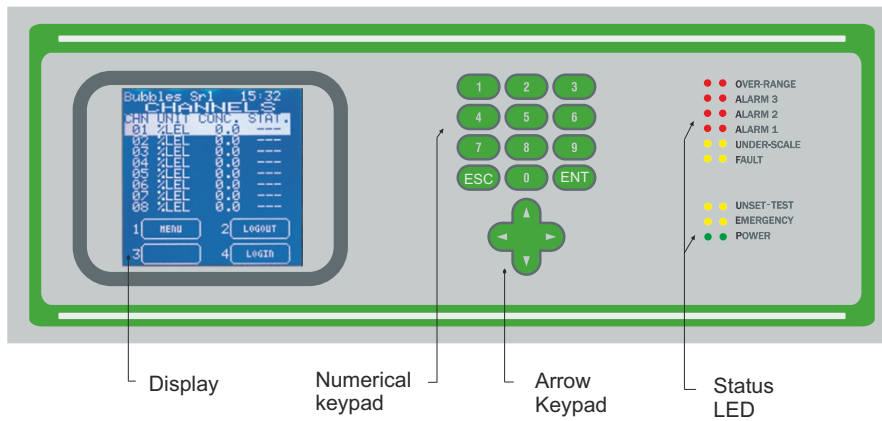 Bubbles Srl 15:32
CHANNELS
CHN UNIT CONC. STAT.
01 %LEL 0.0 ---
02 %LEL 0.0 ---
03 %LEL 0.0 ---
04 %LEL 0.0 ---
05 %LEL 0.0 ---
06 %LEL 0.0 ---
07 %LEL 0.0 ---
08 %LEL 0.0 ---
1 MENU 2 LOGOUT
3 4 LOGIN
1 2 3
4 5 6
7 8 9
ESC 0 ENT
OVER-RANGE
ALARM 3
ALARM 2
ALARM 1
UNDER-SCALE
FAULT
UNSET-TEST
EMERGENCY
POWER
Display
Numerical
keypad
Arrow
Keypad
Status
LED